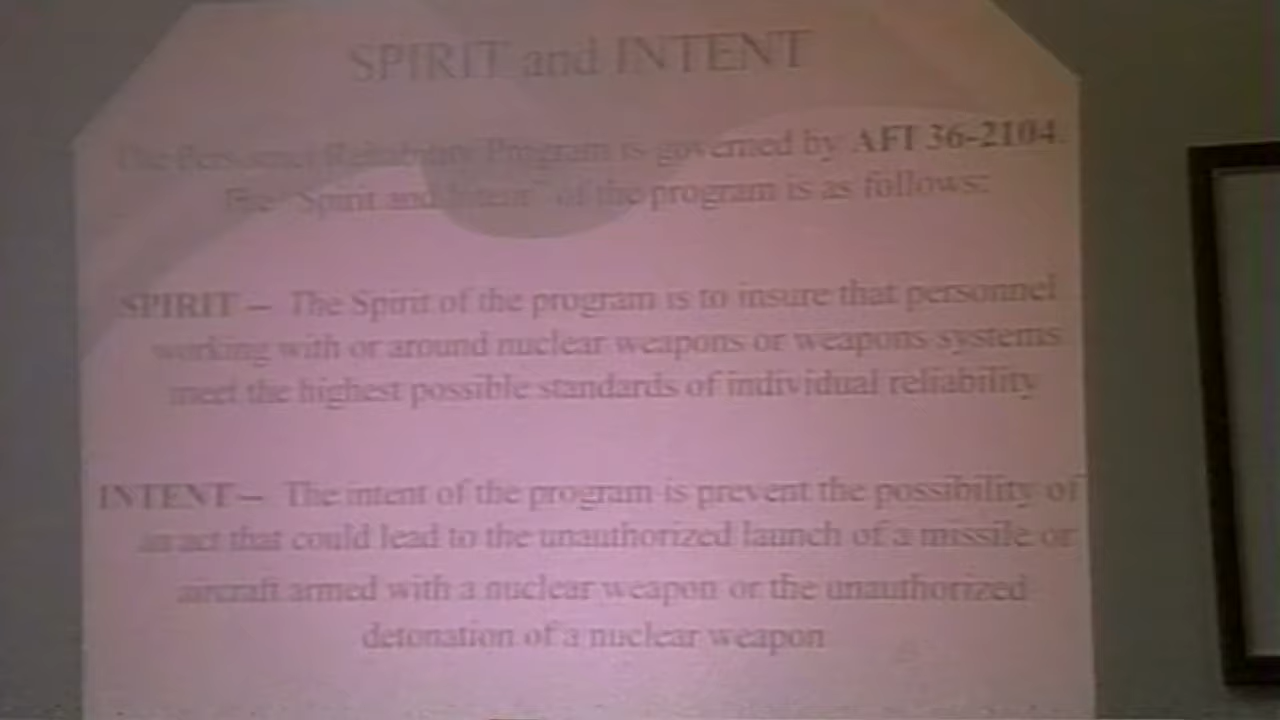 SPIRIT and INTENT
The Personnel Reliability Program is governed by AFI 36-2104.
The "Spirit and Intent" of the program is as follows:
SPIRIT – The Spirit of the program is to insure that personnel
working with or around nuclear weapons or weapons systems
meet the highest possible standards of individual reliability
INTENT – The intent of the program is prevent the possibility of
an act that could lead to the unauthorized launch of a missile or
aircraft armed with a nuclear weapon or the unauthorized
detonation of a nuclear weapon